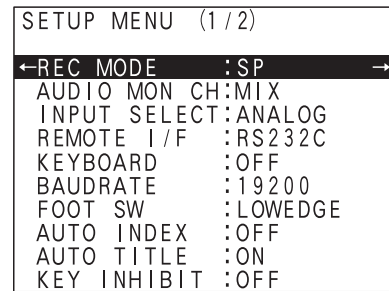 SETUP MENU (1/2)
←REC MODE :SP →
AUDIO MON CH:MIX
INPUT SELECT:ANALOG
REMOTE I/F :RS232C
KEYBOARD :OFF
BAUDRATE :19200
FOOT SW :LOWEDGE
AUTO INDEX :OFF
AUTO TITLE :ON
KEY INHIBIT :OFF